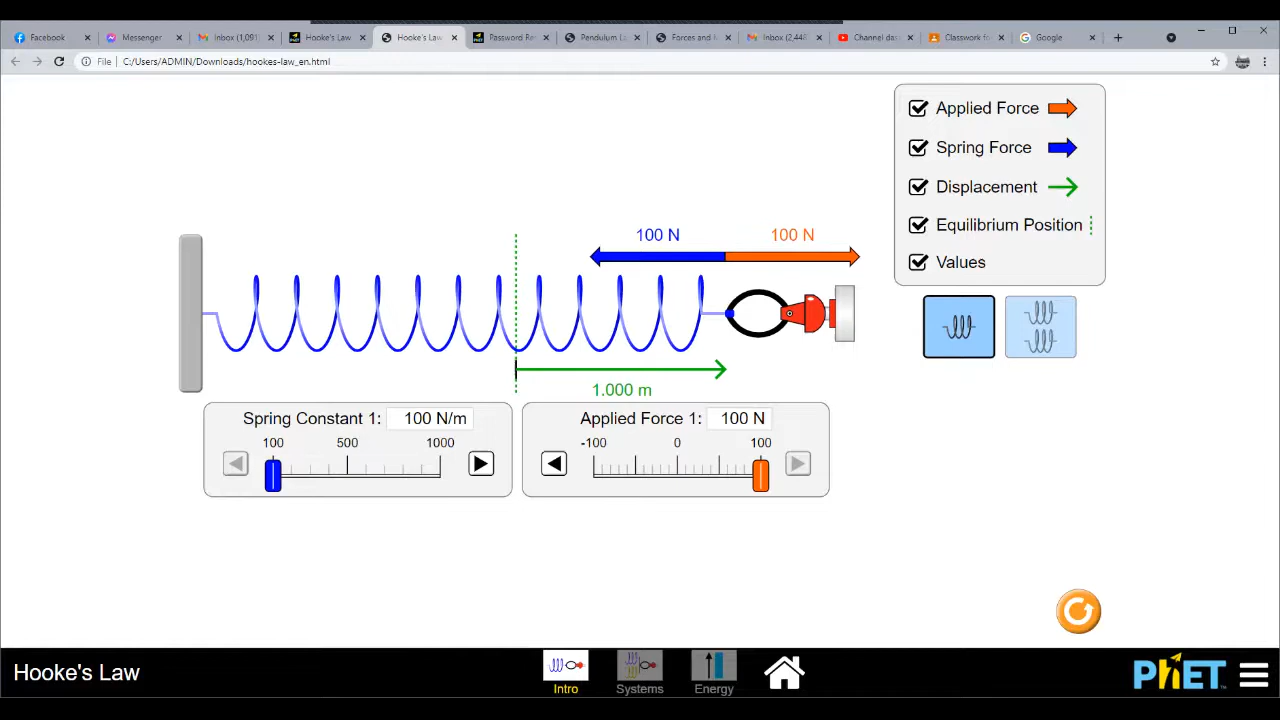 Facebook
Messenger
Inbox (1,091
Hooke's Law
Hooke's La
Password Re
Pendulum L
Forces and M
Inbox (2,448
Channel das
Classwork fo
Google
File C:/Users/ADMIN/Downloads/hookes-law_en.html
Applied Force
Spring Force
Displacement
Equilibrium Position
Values
100 N
100 N
1.000 m
Spring Constant 1: 100 N/m
100 500 1000
Applied Force 1: 100 N
-100 0 100
Hooke's Law
Intro
Systems
Energy
PhET